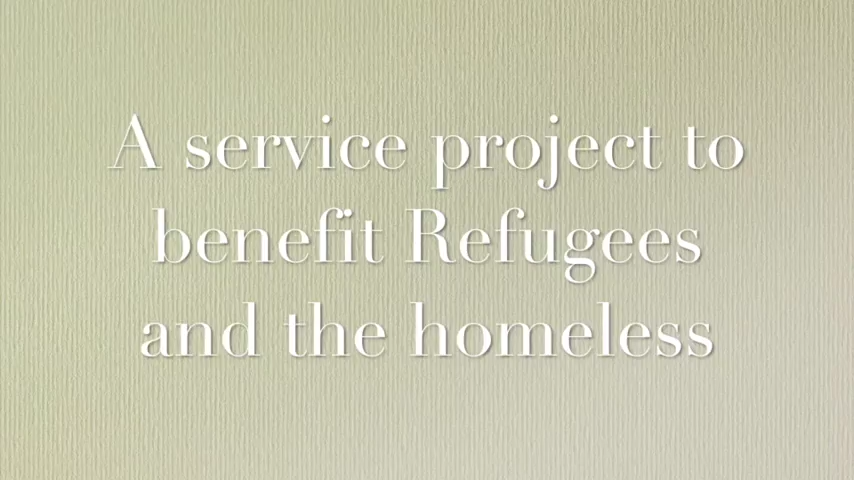 A service project to
benefit Refugees
and the homeless